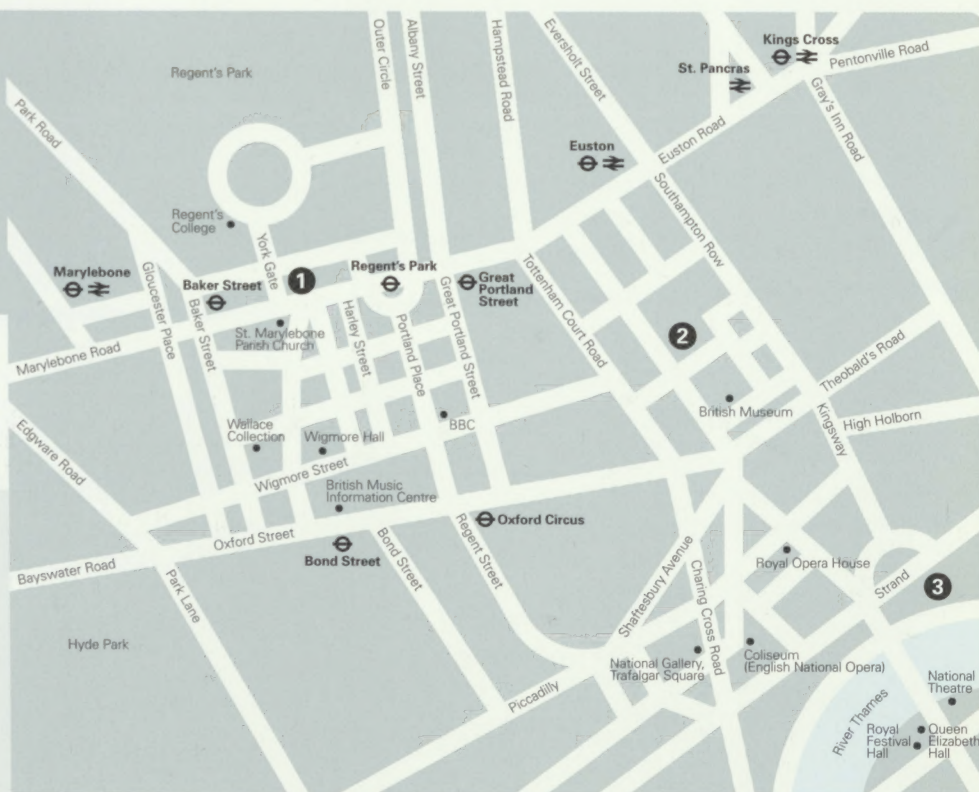 Kings Cross
Pentonville Road
St. Pancras
Outer Circle
Albany Street
Hampstead Road
Eversholt Street
Regent's Park
Gray's Inn Road
Park Road
Euston Road
Euston
Southampton Row
Regent's
College
York Gate
Marylebone
Gloucester Place
Baker Street
1
Regent's Park
Great
Portland
Street
Tottenham Court Road
Baker Street
St. Marylebone
Parish Church
Harley Street
Portland Place
Great Portland Street
2
Marylebone Road
Theobald's Road
British Museum
Kingsway
High Holborn
Edgware Road
Wallace
Collection
Wigmore Hall
BBC
Wigmore Street
British Music
Information Centre
Oxford Circus
Oxford Street
Bond Street
Bond Street
Regent Street
Bayswater Road
Park Lane
Shaftesbury Avenue
Charing Cross Road
Royal Opera House
Strand
3
Hyde Park
National Gallery,
Trafalgar Square
Coliseum
(English National Opera)
Piccadilly
River Thames
National
Theatre
Royal
Festival
Hall
Queen
Elizabeth
Hall